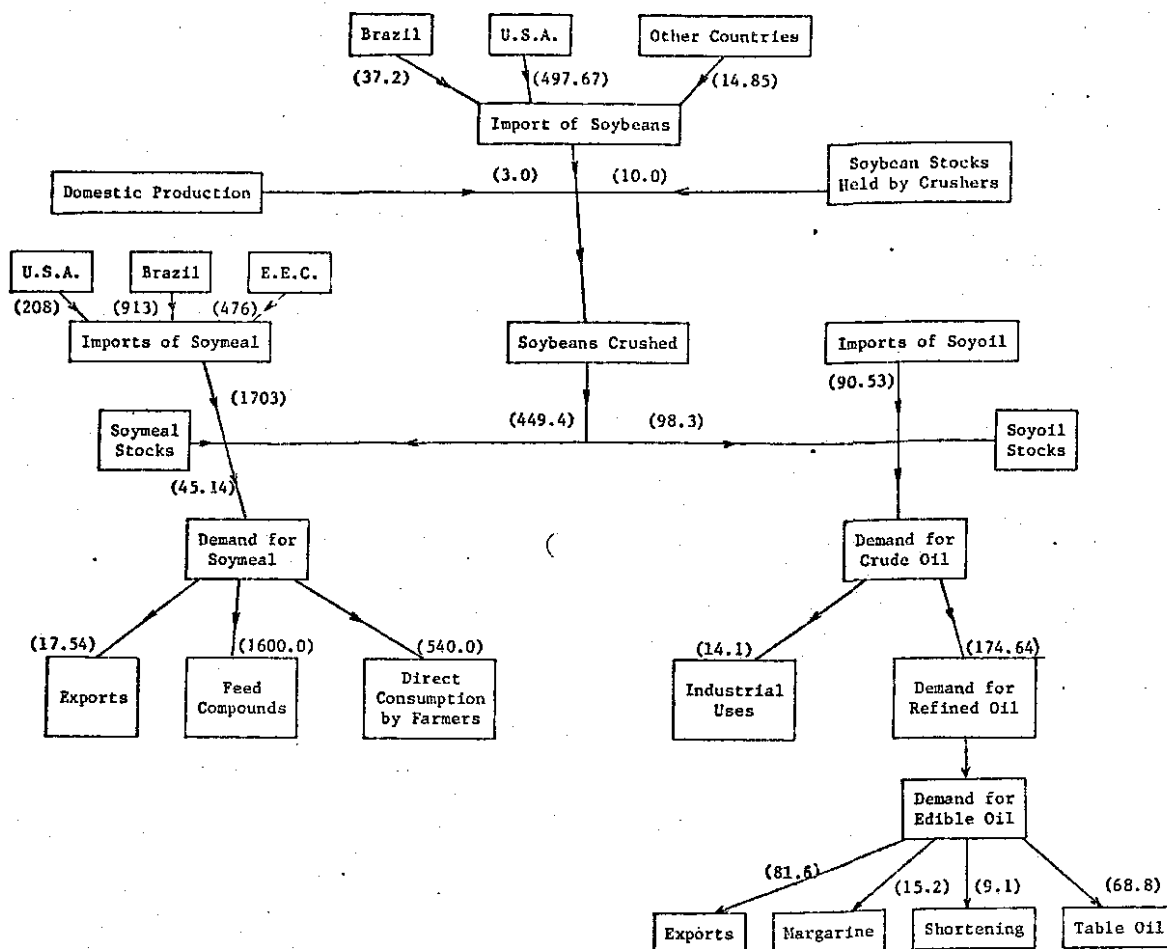 Brazil U.S.A. Other Countries
(37.2) (497.67) (14.85)
Import of Soybeans
Domestic Production (3.0) (10.0) Soybean Stocks
Held by Crushers
U.S.A. Brazil E.E.C.
(208) (913) (476)
Imports of Soymeal Soybeans Crushed Imports of Soyoil
(1703) (90.53)
Soymeal
Stocks
(449.4) (98.3)
Soyoil
Stocks
(45.14)
Demand for
Soymeal
(
Demand for
Crude Oil
(17.54) (1600.0) (540.0) (14.1) (174.64)
Exports
Feed
Compounds
Direct
Consumption
by Farmers
Industrial
Uses
Demand for
Refined Oil
Demand for
Edible Oil
(81.6) (15.2) (9.1) (68.8)
Exports Margarine Shortening Table Oil